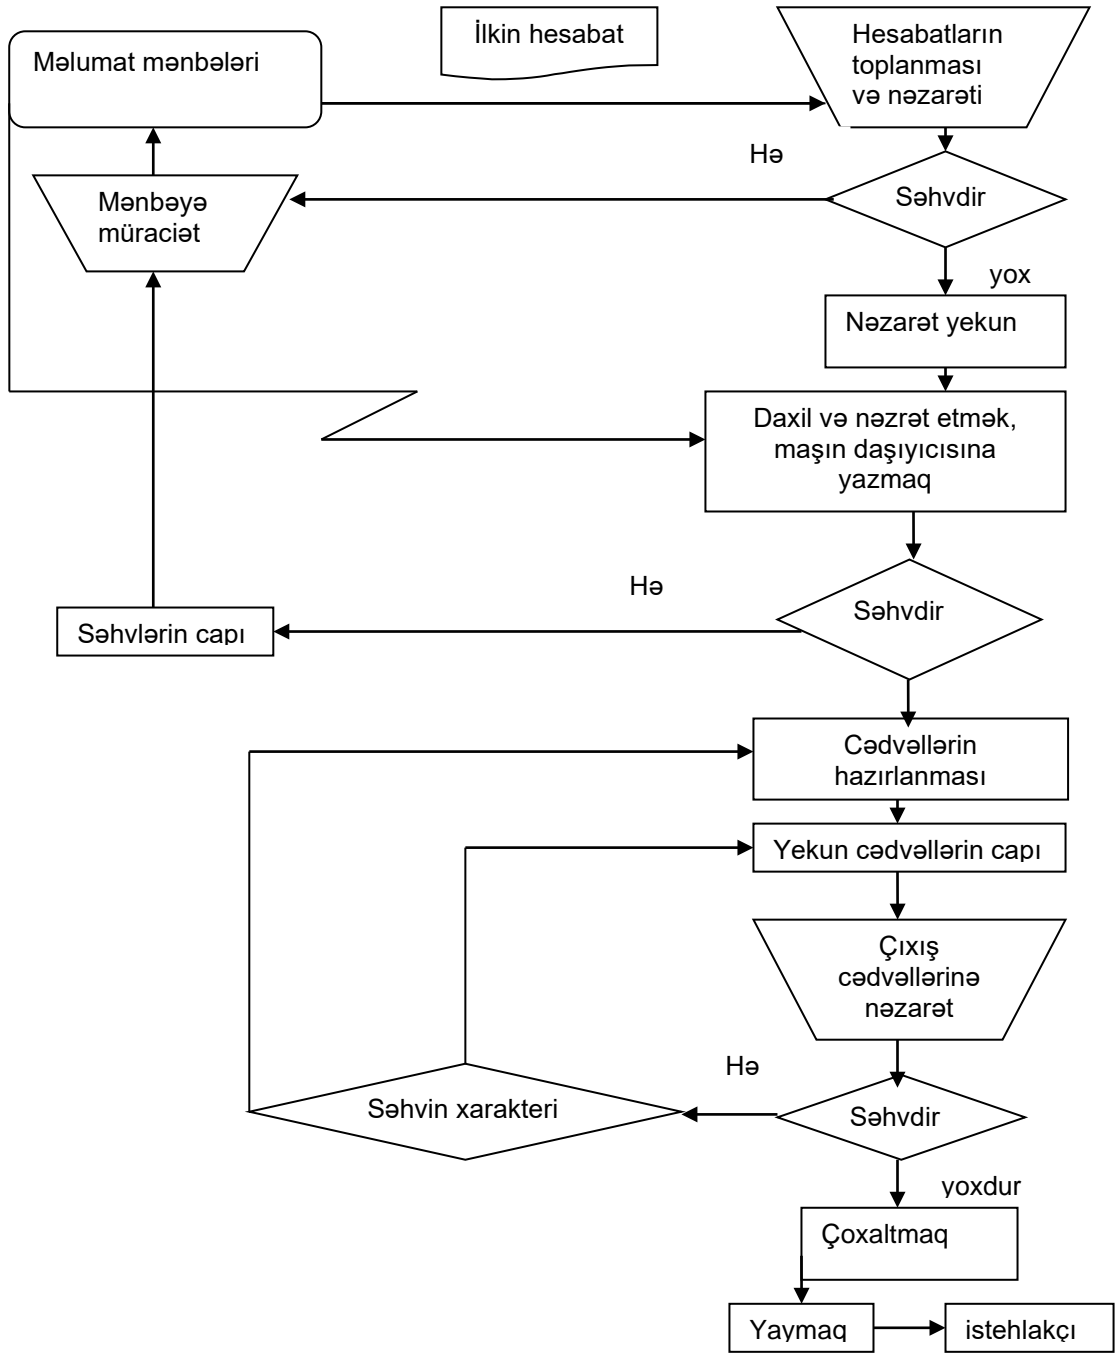 İlkin hesabat
Hesabatların
toplanması
və nəzarəti
Məlumat mənbələri
Hə
Səhvdir
Mənbəyə
müraciət
yox
Nəzarət yekun
Daxil və nəzrət etmək,
maşın daşıyıcısına
yazmaq
Hə
Səhvdir
Səhvlərin capı
Cədvəllərin
hazırlanması
Yekun cədvəllərin capı
Çıxış
cədvəllərinə
nəzarət
Hə
Səhvin xarakteri
Səhvdir
yoxdur
Çoxaltmaq
Yaymaq
istehlakçı